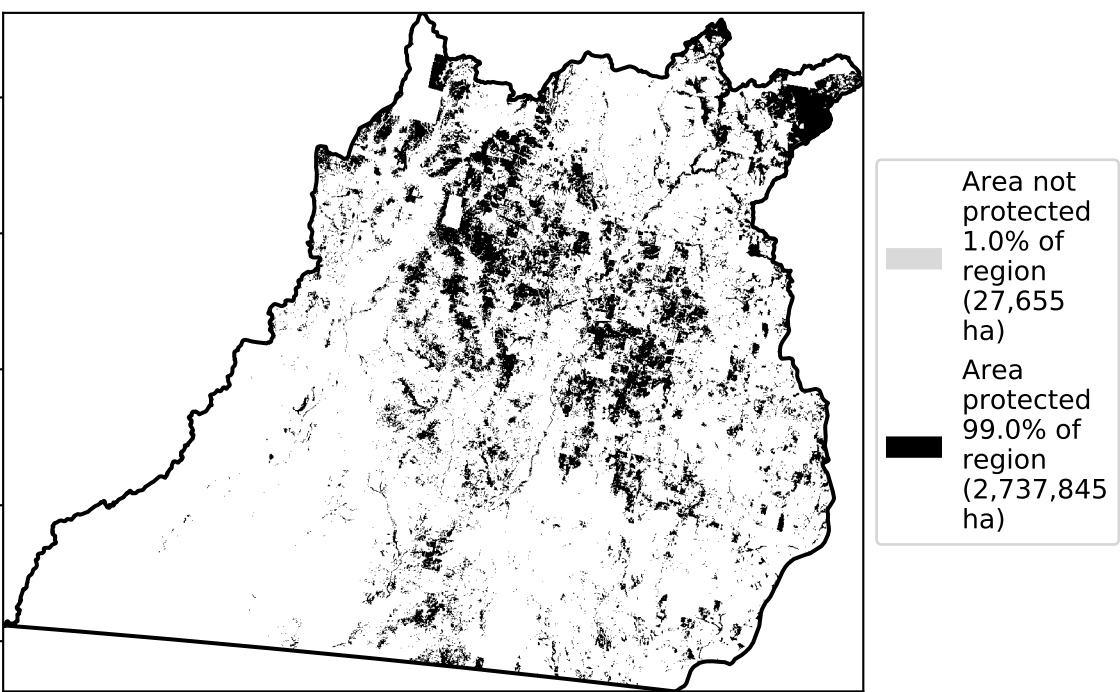 Area not
protected
1.0% of
region
(27,655
ha)
Area
protected
99.0% of
region
(2,737,845
ha)